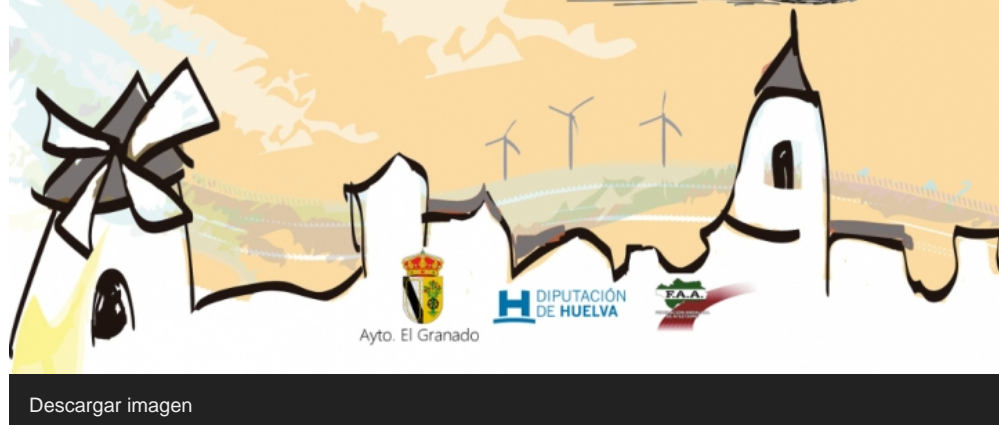 Ayto. El Granado
DIPUTACIÓN
DE HUELVA
F.A.A.
Descargar imagen